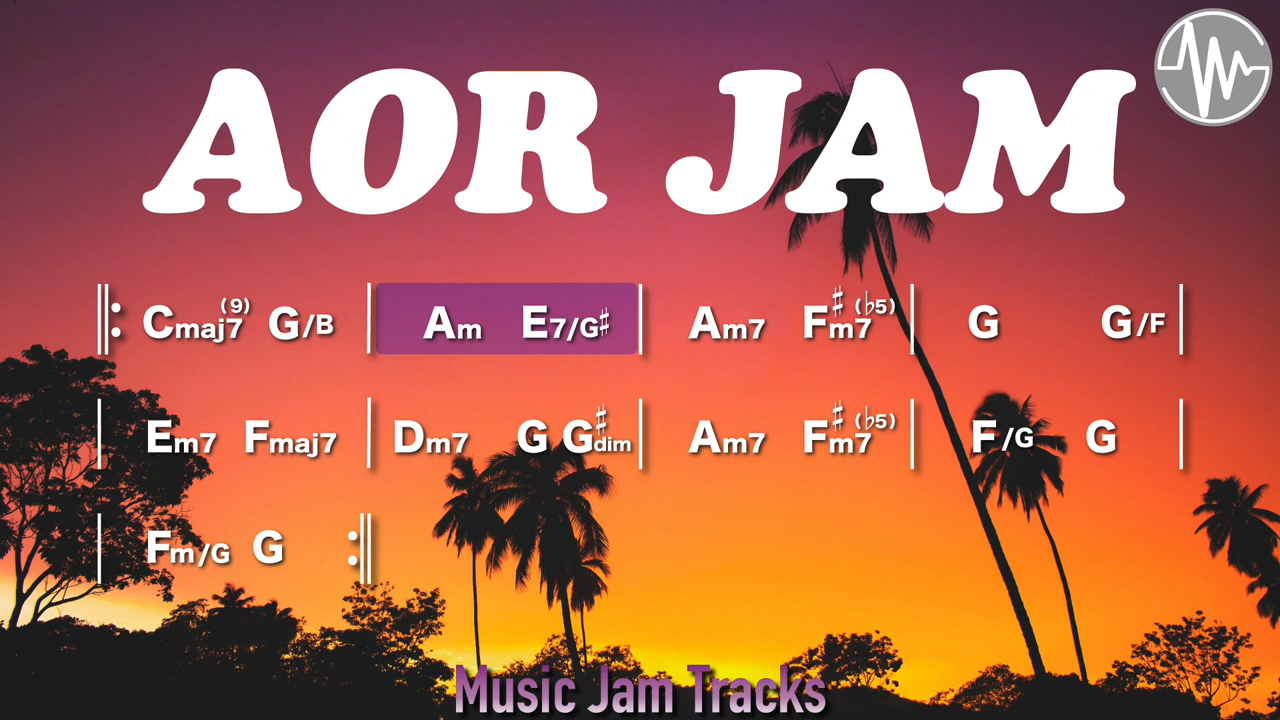 AOR JAM
Cmaj7(9) G/B Am E7/G♯ Am7 F♯m7(♭5) G G/F
Em7 Fmaj7 Dm7 G G♯dim Am7 F♯m7(♭5) F/G G
Fm/G G
Music Jam Tracks